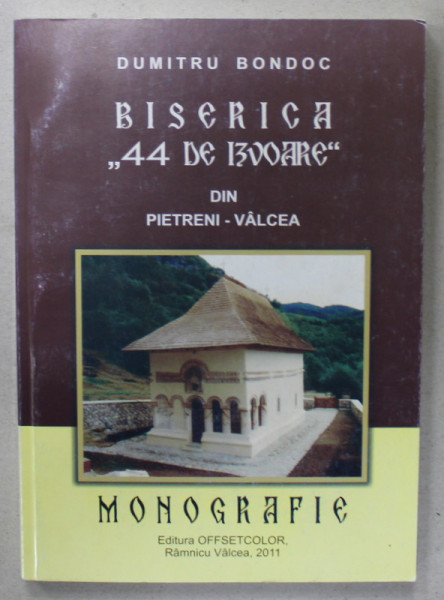 DUMITRU BONDOC
BISERICA
„44 DE IZVOARE“
DIN
PIETRENI - VÂLCEA
MONOGRAFIE
Editura OFFSETCOLOR,
Râmnicu Vâlcea, 2011